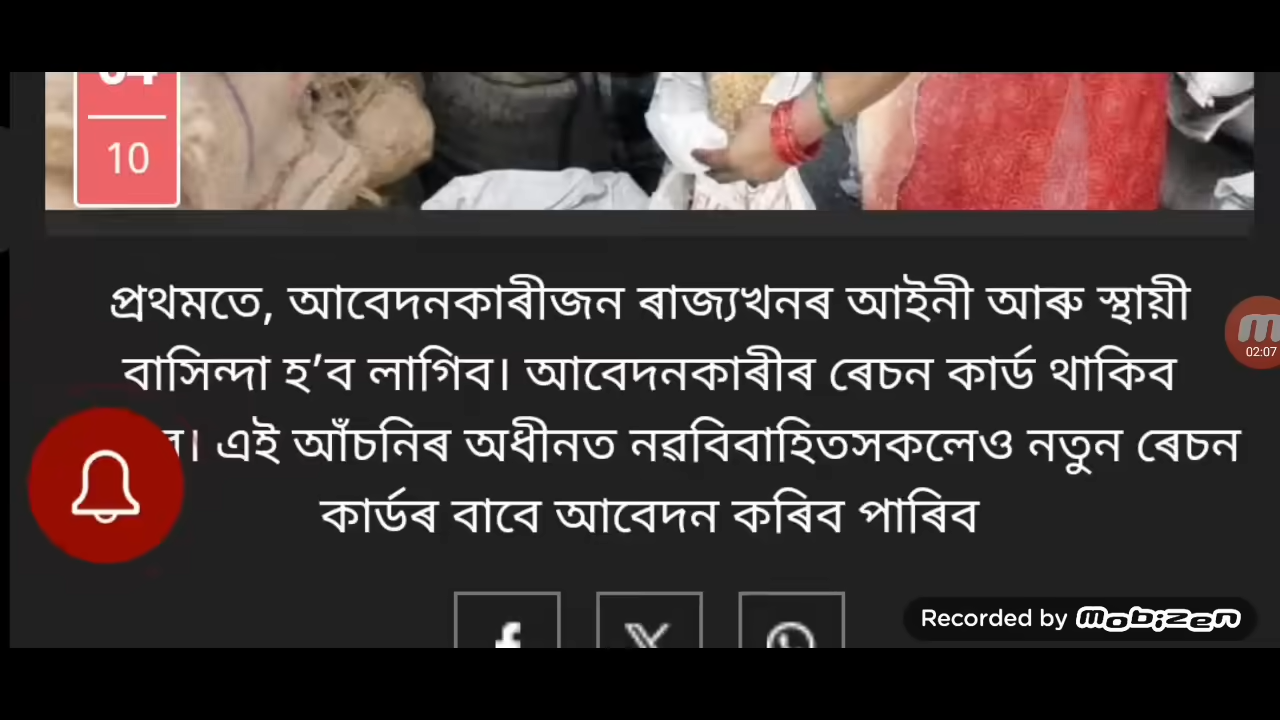 10
প্ৰথমতে, আবেদনকাৰীজন ৰাজ্যখনৰ আইনী আৰু স্থায়ী
বাসিন্দা হ’ব লাগিব। আবেদনকাৰীৰ ৰেচন কাৰ্ড থাকিব
এই আঁচনিৰ অধীনত নৱবিবাহিতসকলেও নতুন ৰেচন
কাৰ্ডৰ বাবে আবেদন কৰিব পাৰিব
02:07
Recorded by mobizen